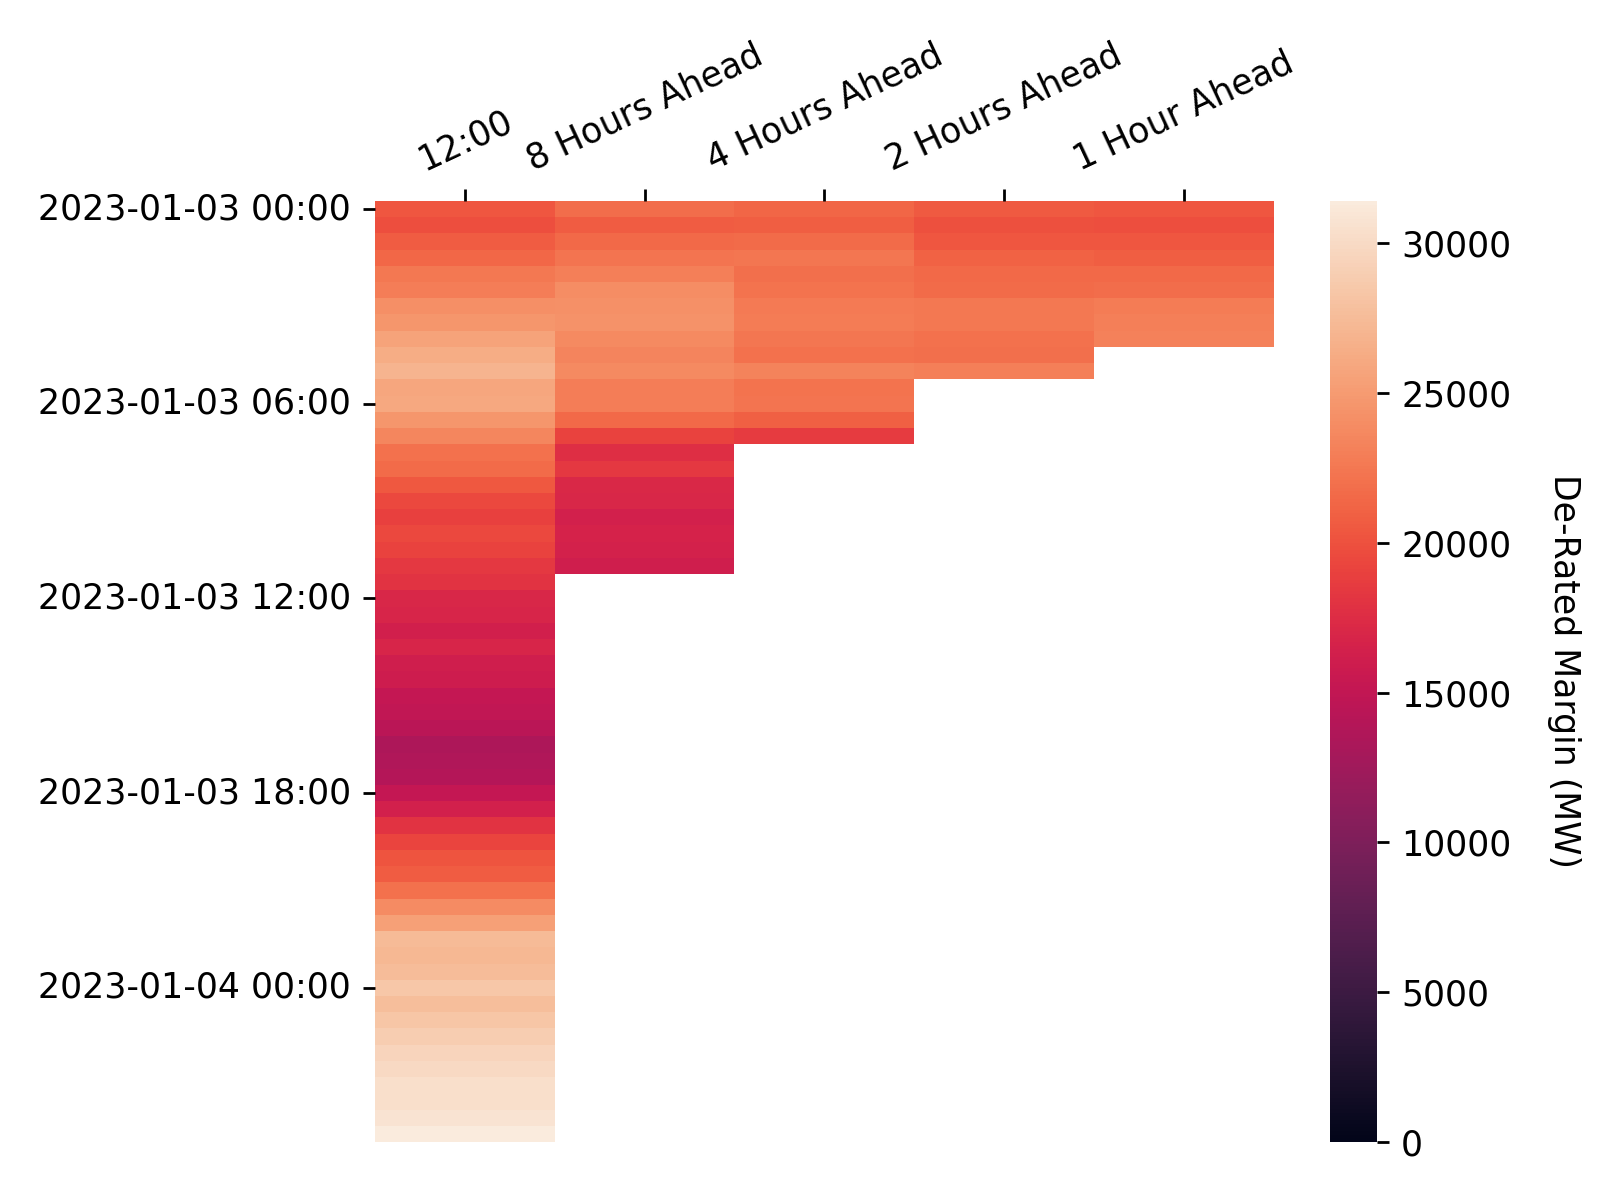 12:00
8 Hours Ahead
4 Hours Ahead
2 Hours Ahead
1 Hour Ahead
2023-01-03 00:00
2023-01-03 06:00
2023-01-03 12:00
2023-01-03 18:00
2023-01-04 00:00
30000
25000
20000
15000
10000
5000
0
De-Rated Margin (MW)